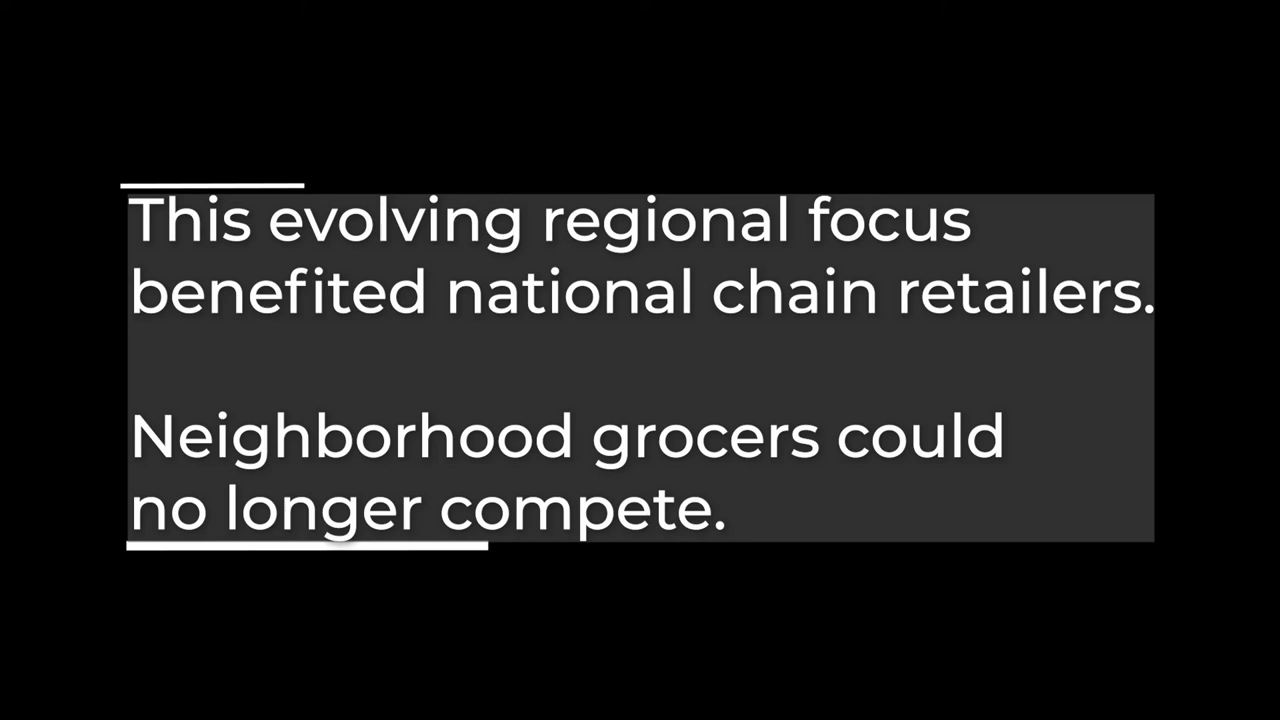 This evolving regional focus
benefited national chain retailers.
Neighborhood grocers could
no longer compete.